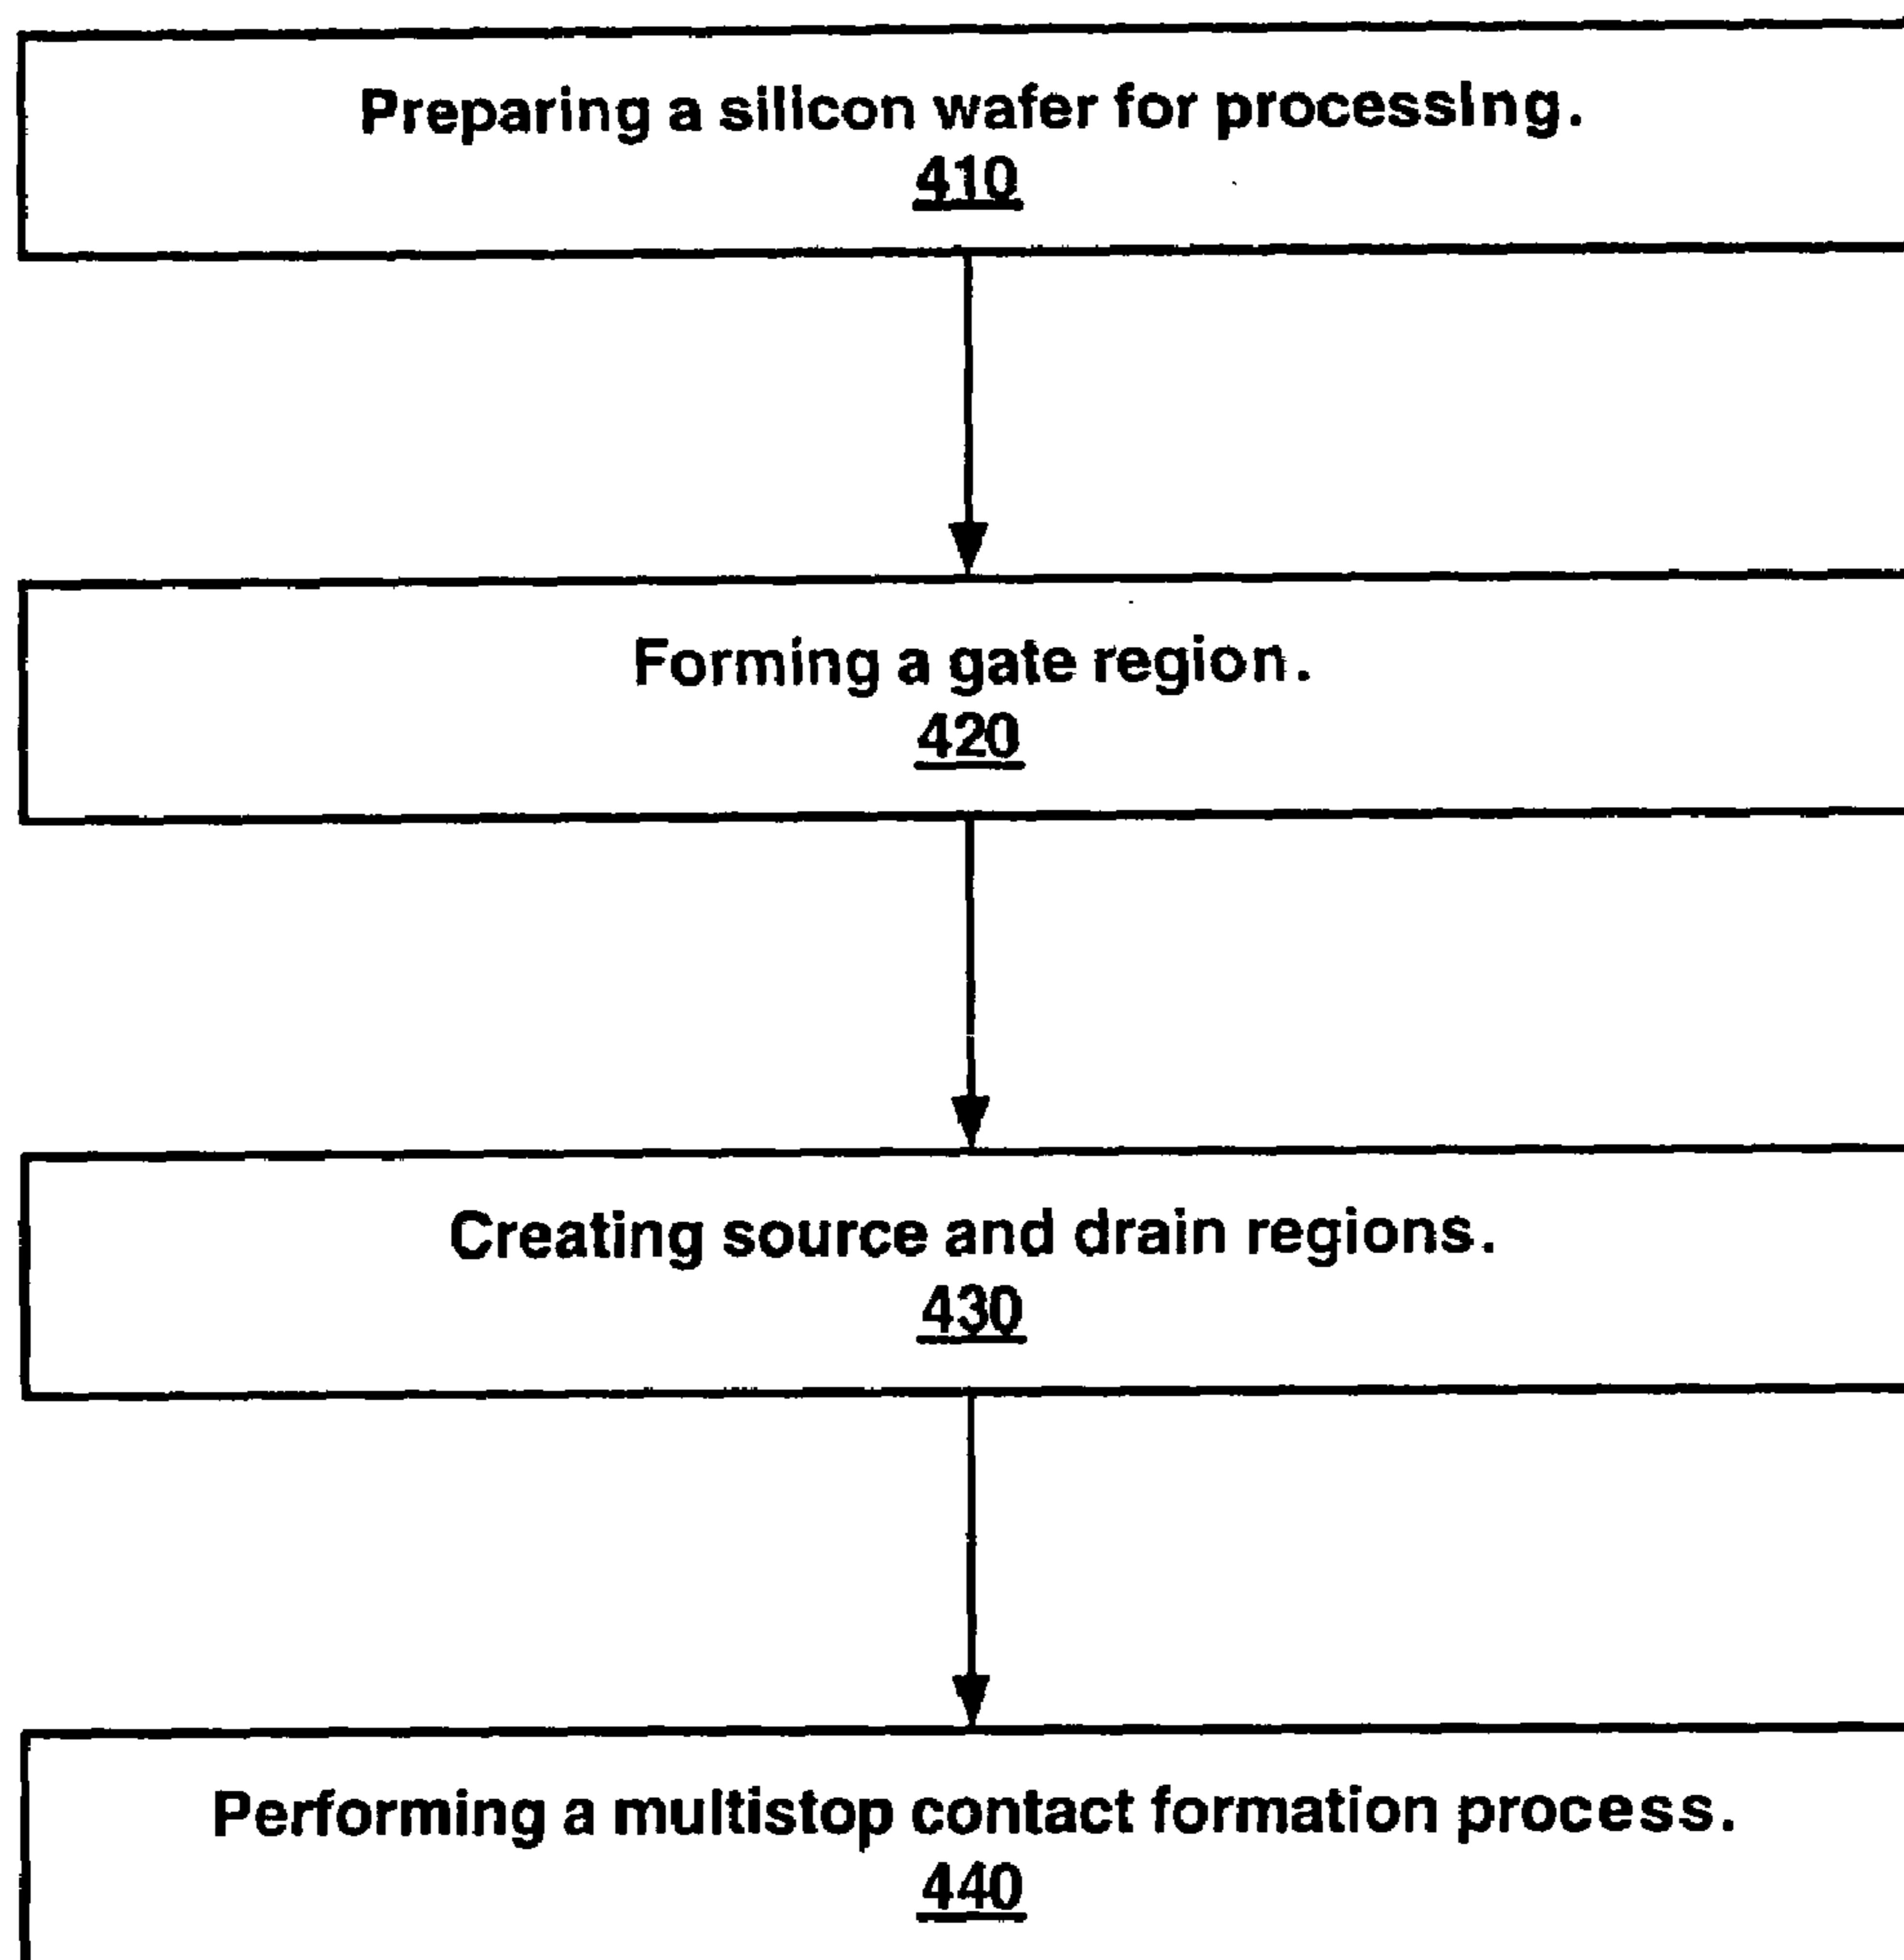 Preparing a silicon wafer for processing.
410
Forming a gate region.
420
Creating source and drain regions.
430
Performing a multistop contact formation process.
440